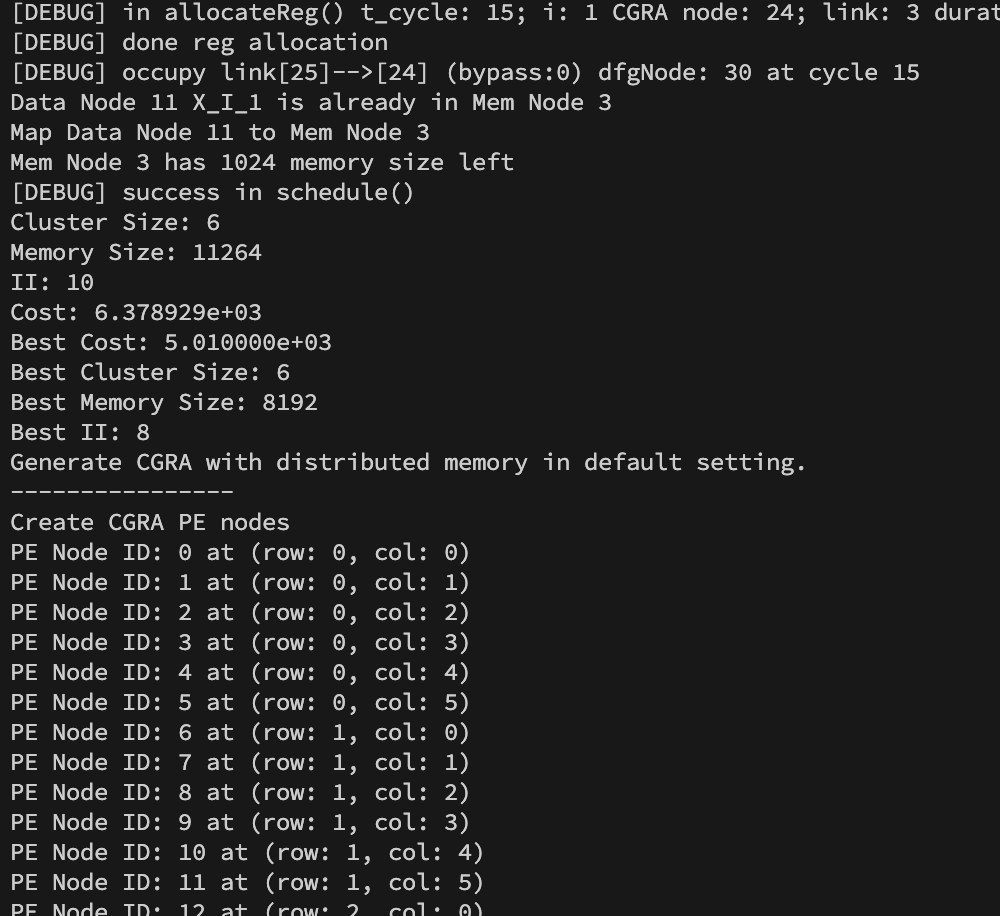 [DEBUG] in allocateReg() t_cycle: 15; i: 1 CGRA node: 24; link: 3 durat
[DEBUG] done reg allocation
[DEBUG] occupy link[25]-->[24] (bypass:0) dfgNode: 30 at cycle 15
Data Node 11 X_I_1 is already in Mem Node 3
Map Data Node 11 to Mem Node 3
Mem Node 3 has 1024 memory size left
[DEBUG] success in schedule()
Cluster Size: 6
Memory Size: 11264
II: 10
Cost: 6.378929e+03
Best Cost: 5.010000e+03
Best Cluster Size: 6
Best Memory Size: 8192
Best II: 8
Generate CGRA with distributed memory in default setting.
----------------
Create CGRA PE nodes
PE Node ID: 0 at (row: 0, col: 0)
PE Node ID: 1 at (row: 0, col: 1)
PE Node ID: 2 at (row: 0, col: 2)
PE Node ID: 3 at (row: 0, col: 3)
PE Node ID: 4 at (row: 0, col: 4)
PE Node ID: 5 at (row: 0, col: 5)
PE Node ID: 6 at (row: 1, col: 0)
PE Node ID: 7 at (row: 1, col: 1)
PE Node ID: 8 at (row: 1, col: 2)
PE Node ID: 9 at (row: 1, col: 3)
PE Node ID: 10 at (row: 1, col: 4)
PE Node ID: 11 at (row: 1, col: 5)
PE Node ID: 12 at (row: 2, col: 0)